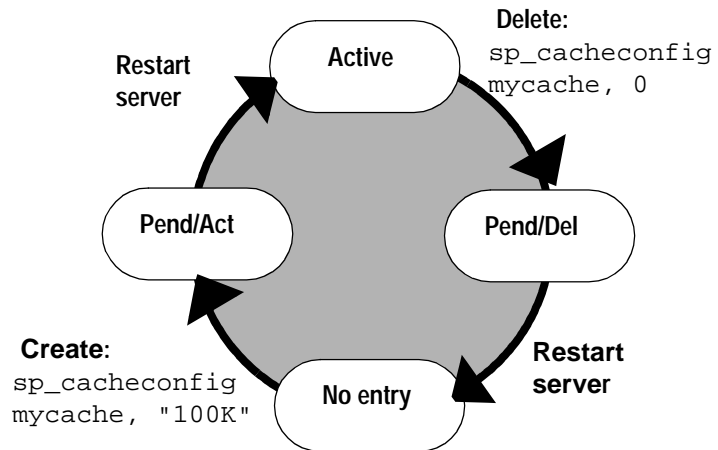 Delete:
sp_cacheconfig
mycache, 0
Active
Restart
server
Pend/Act
Pend/Del
Create:
sp_cacheconfig
mycache, "100K"
No entry
Restart
server